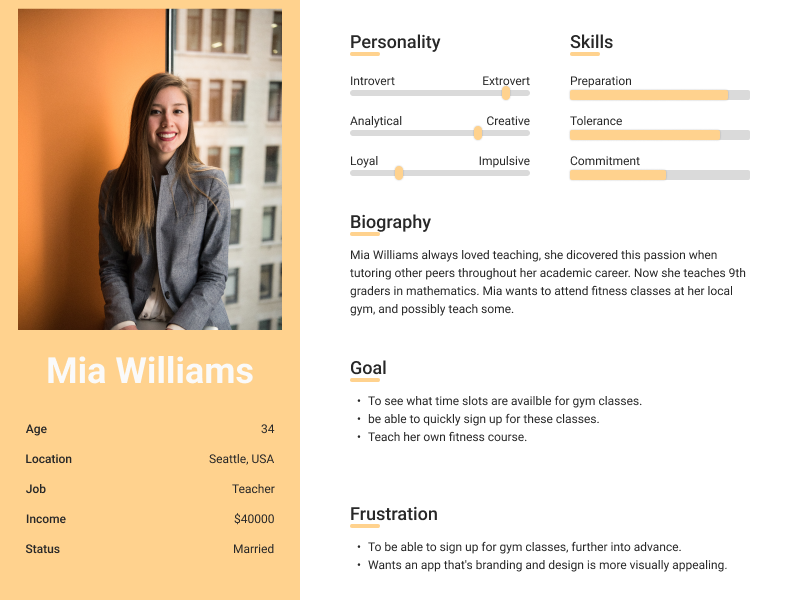 Mia Williams
Age 34
Location Seattle, USA
Job Teacher
Income $40000
Status Married
Personality
Introvert Extrovert
Analytical Creative
Loyal Impulsive
Skills
Preparation
Tolerance
Commitment
Biography
Mia Williams always loved teaching, she dicovered this passion when
tutoring other peers throughout her academic career. Now she teaches 9th
graders in mathematics. Mia wants to attend fitness classes at her local
gym, and possibly teach some.
Goal
• To see what time slots are availble for gym classes.
• be able to quickly sign up for these classes.
• Teach her own fitness course.
Frustration
• To be able to sign up for gym classes, further into advance.
• Wants an app that's branding and design is more visually appealing.